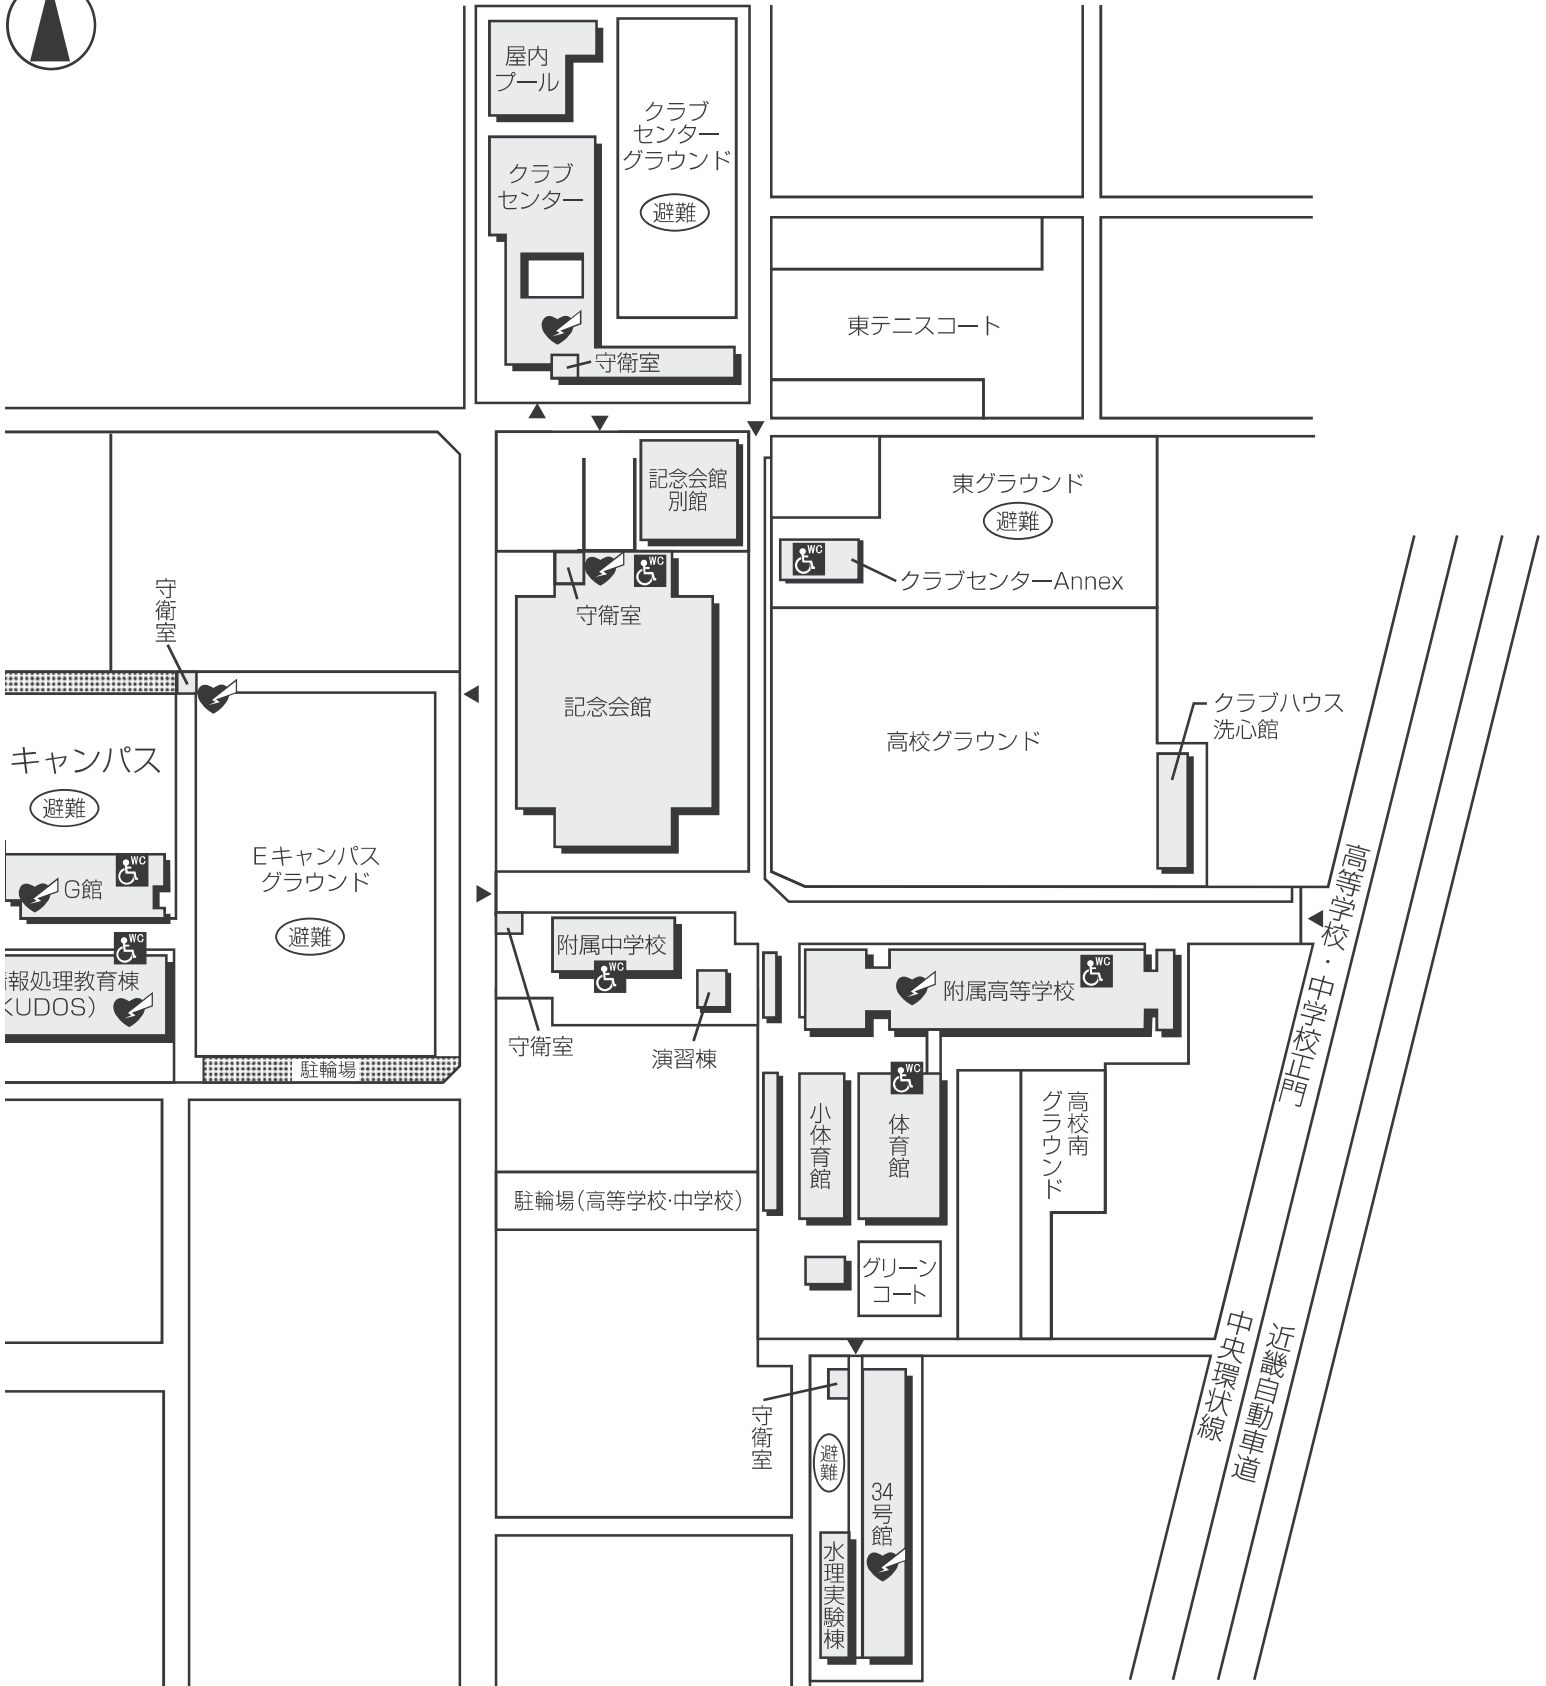 屋内
プール
クラブ
センター
グラウンド
避難
クラブ
センター
守衛室
東テニスコート
記念会館
別館
東グラウンド
避難
WC
クラブセンターAnnex
WC
守衛室
守衛室
記念会館
高校グラウンド
クラブハウス
洗心館
キャンパス
避難
Eキャンパス
グラウンド
避難
WC
G館
WC
報処理教育棟
KUDOS）
駐輪場
附属中学校
WC
守衛室
演習棟
附属高等学校
WC
高等学校・中学校正門
WC
小体育館
体育館
高校南
グラウンド
駐輪場（高等学校・中学校）
グリーン
コート
中央環状線
近畿自動車道
守衛室
避難
34号館
水理実験棟